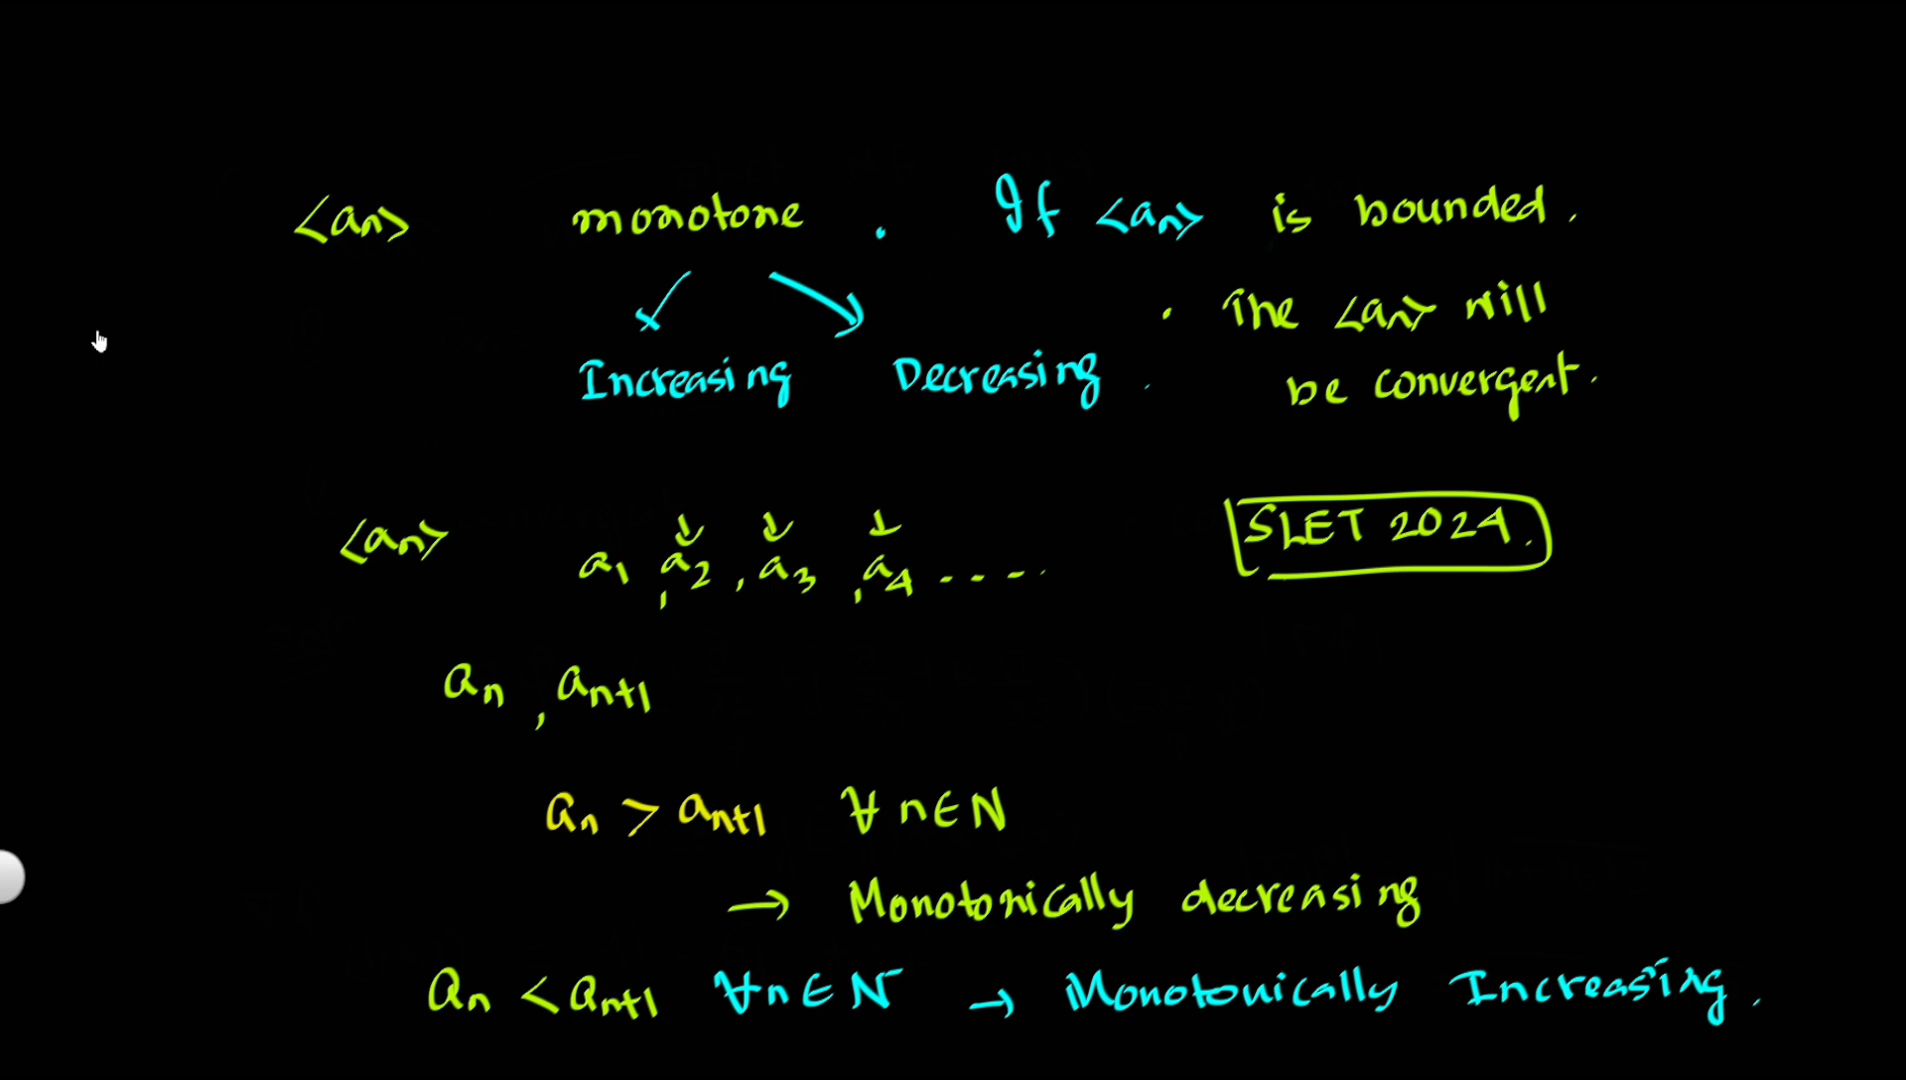 <an> monotone . If <an> is bounded .
. The <an> will
Increasing Decreasing . be convergent .
<an> a1 , a2 , a3 , a4 - - - - . SLET 2024 .
an , an+1
an > an+1 ∀ n ∈ N
→ Monotonically decreasing
an < an+1 ∀ n ∈ N → Monotonically Increasing .